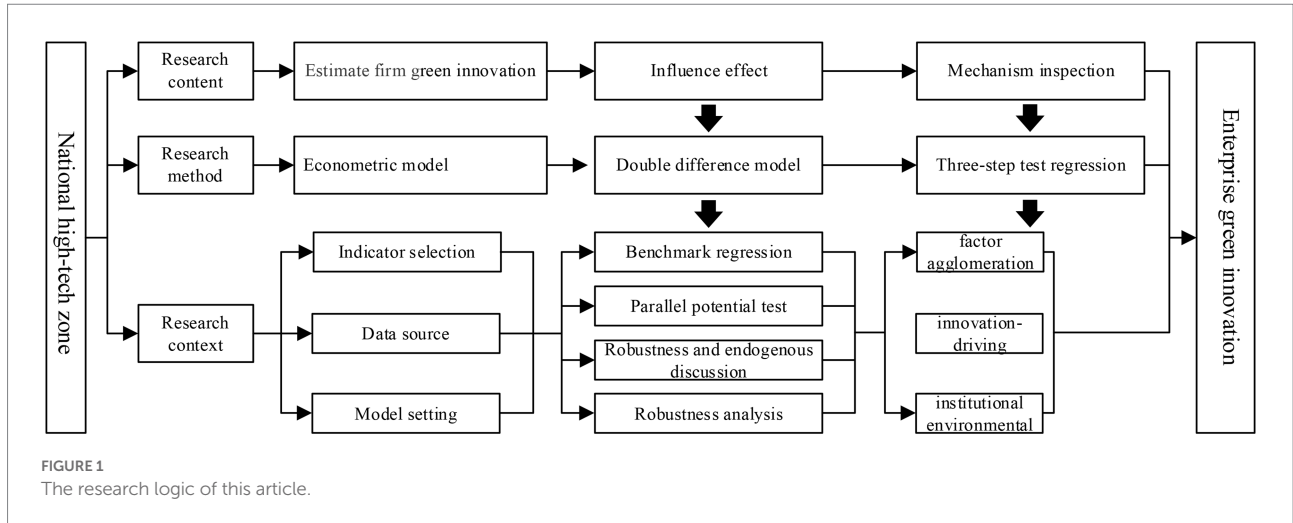 National high-tech zone
Research
content
Estimate firm green innovation
Influence effect
Mechanism inspection
Research
method
Econometric model
Double difference model
Three-step test regression
Research
context
Indicator selection
Data source
Model setting
Benchmark regression
Parallel potential test
Robustness and endogenous
discussion
Robustness analysis
factor
agglomeration
innovation-
driving
institutional
environmental
Enterprise green innovation
FIGURE 1
The research logic of this article.